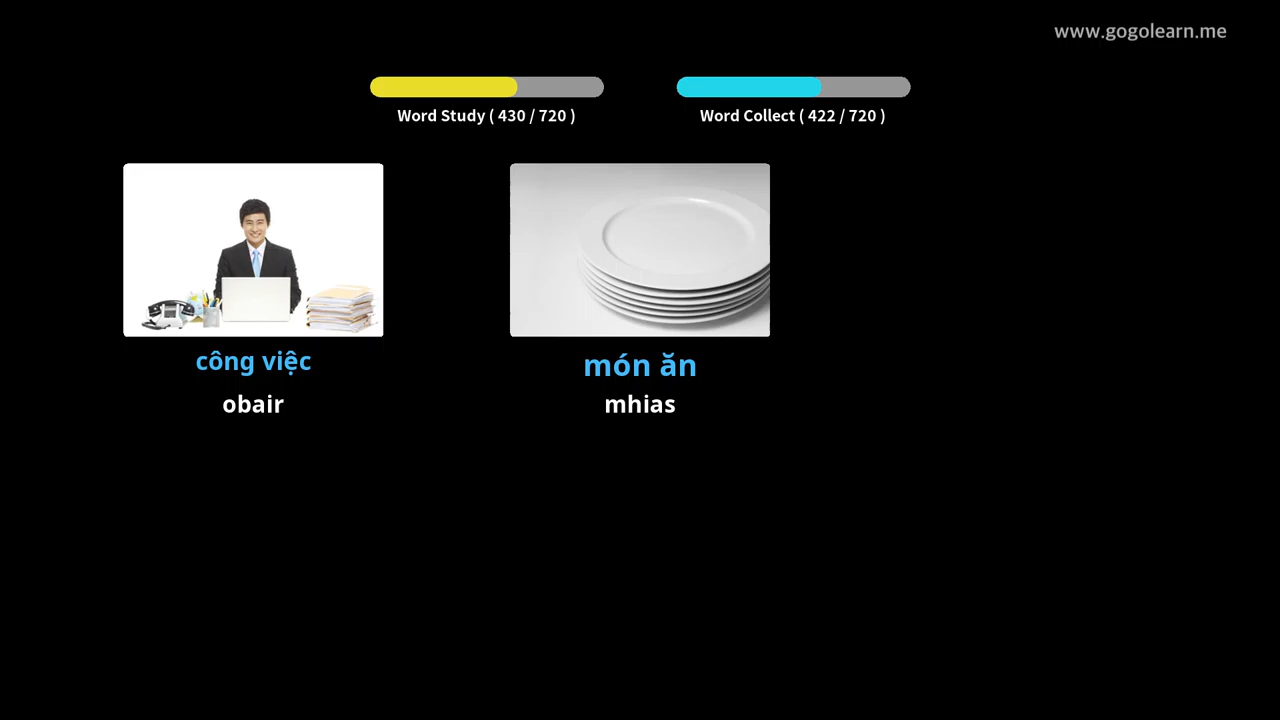 www.gogolearn.me
Word Study ( 430 / 720 )
Word Collect ( 422 / 720 )
công việc
obair
món ăn
mhias